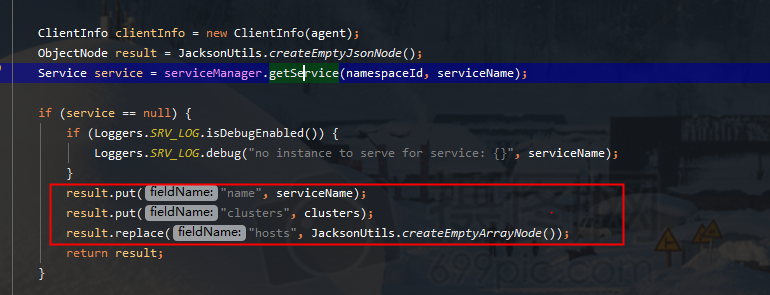 ClientInfo clientInfo = new ClientInfo(agent);
ObjectNode result = JacksonUtils.createEmptyJsonNode();
Service service = serviceManager.getService(namespaceId, serviceName);
if (service == null) {
if (Loggers.SRV_LOG.isDebugEnabled()) {
Loggers.SRV_LOG.debug("no instance to serve for service: {}", serviceName);
}
result.put( fieldName: "name", serviceName);
result.put( fieldName: "clusters", clusters);
result.replace( fieldName: "hosts", JacksonUtils.createEmptyArrayNode());
return result;
}